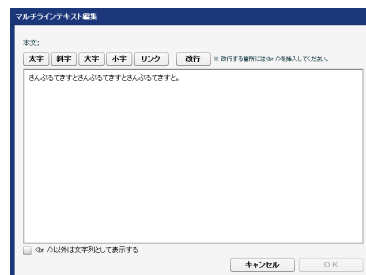 マルチラインテキスト編集
本文:
太字 斜字 大字 小字 リンク 改行 ※ 改行する箇所には<br />を挿入してください。
さんぷるてきすとさんぷるてきすとさんぷるてきすと。
<br />以外は文字列として表示する
キャンセル OK